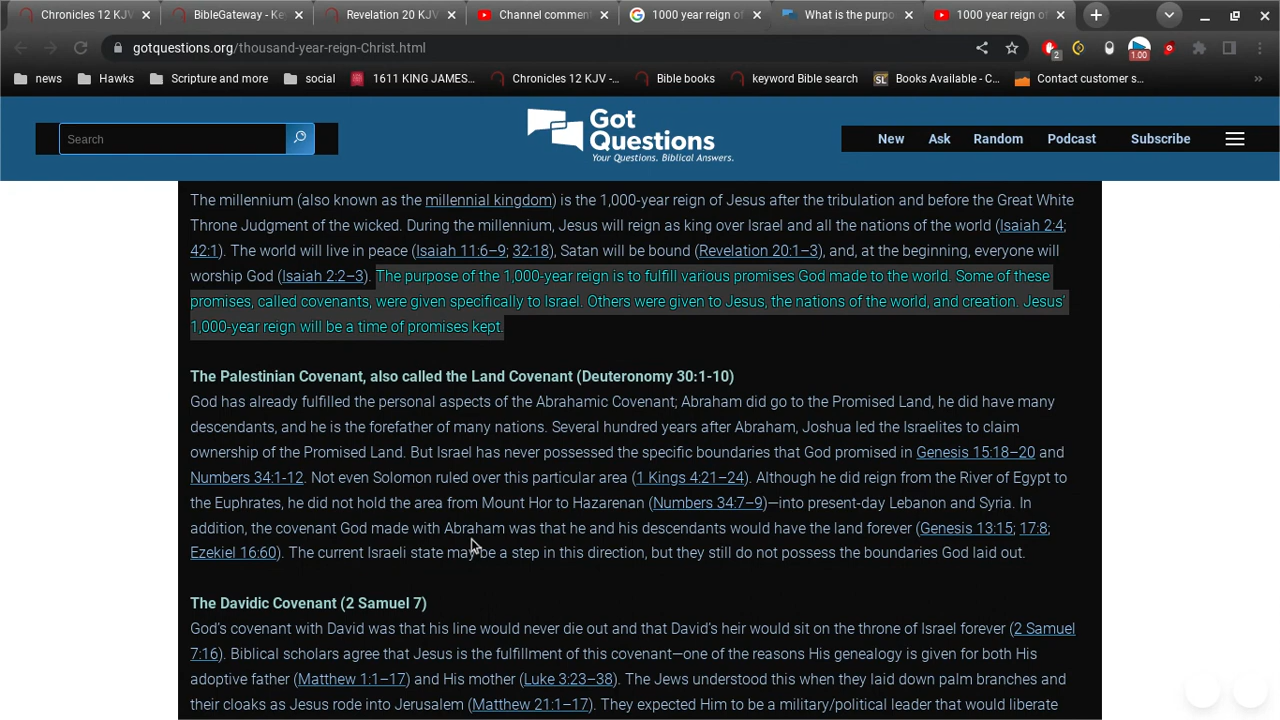 Chronicles 12 KJV
BibleGateway - Ke
Revelation 20 KJV
Channel commen
1000 year reign of
What is the purpo
1000 year reign of
gotquestions.org/thousand-year-reign-Christ.html
2
1.00
news
Hawks
Scripture and more
social
1611 KING JAMES...
Chronicles 12 KJV -...
Bible books
keyword Bible search
SL
Books Available - C...
Contact customer s...
»
Search
Got
Questions
Your Questions. Biblical Answers.
New
Ask
Random
Podcast
Subscribe
The millennium (also known as the millennial kingdom) is the 1,000-year reign of Jesus after the tribulation and before the Great White
Throne Judgment of the wicked. During the millennium, Jesus will reign as king over Israel and all the nations of the world (Isaiah 2:4;
42:1). The world will live in peace (Isaiah 11:6–9; 32:18), Satan will be bound (Revelation 20:1–3), and, at the beginning, everyone will
worship God (Isaiah 2:2–3). The purpose of the 1,000-year reign is to fulfill various promises God made to the world. Some of these
promises, called covenants, were given specifically to Israel. Others were given to Jesus, the nations of the world, and creation. Jesus’
1,000-year reign will be a time of promises kept.
The Palestinian Covenant, also called the Land Covenant (Deuteronomy 30:1-10)
God has already fulfilled the personal aspects of the Abrahamic Covenant; Abraham did go to the Promised Land, he did have many
descendants, and he is the forefather of many nations. Several hundred years after Abraham, Joshua led the Israelites to claim
ownership of the Promised Land. But Israel has never possessed the specific boundaries that God promised in Genesis 15:18–20 and
Numbers 34:1-12. Not even Solomon ruled over this particular area (1 Kings 4:21–24). Although he did reign from the River of Egypt to
the Euphrates, he did not hold the area from Mount Hor to Hazarenan (Numbers 34:7–9)—into present-day Lebanon and Syria. In
addition, the covenant God made with Abraham was that he and his descendants would have the land forever (Genesis 13:15; 17:8;
Ezekiel 16:60). The current Israeli state may be a step in this direction, but they still do not possess the boundaries God laid out.
The Davidic Covenant (2 Samuel 7)
God’s covenant with David was that his line would never die out and that David’s heir would sit on the throne of Israel forever (2 Samuel
7:16). Biblical scholars agree that Jesus is the fulfillment of this covenant—one of the reasons His genealogy is given for both His
adoptive father (Matthew 1:1–17) and His mother (Luke 3:23–38). The Jews understood this when they laid down palm branches and
their cloaks as Jesus rode into Jerusalem (Matthew 21:1–17). They expected Him to be a military/political leader that would liberate